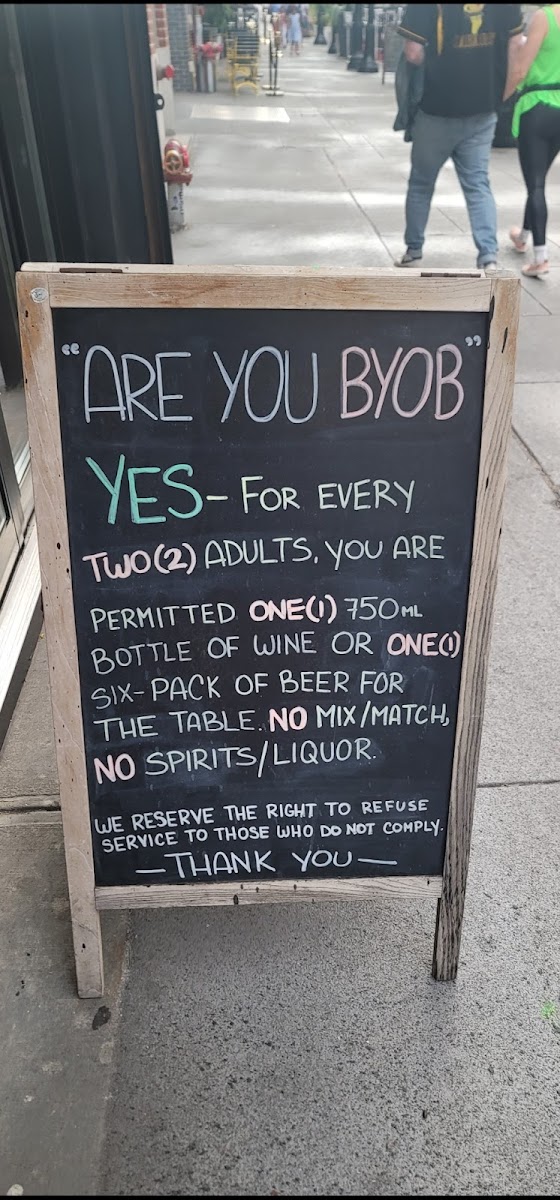 "ARE YOU BYOB"
YES - FOR EVERY
TWO(2) ADULTS, YOU ARE
PERMITTED ONE(1) 750ML
BOTTLE OF WINE OR ONE(1)
SIX-PACK OF BEER FOR
THE TABLE. NO MIX/MATCH,
NO SPIRITS/LIQUOR.
WE RESERVE THE RIGHT TO REFUSE
SERVICE TO THOSE WHO DO NOT COMPLY.
— THANK YOU —